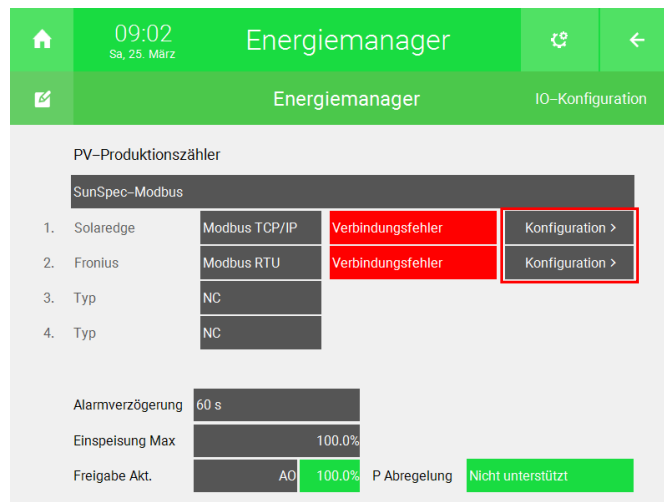 09:02
Sa, 25. März
Energiemanager
Energiemanager
IO-Konfiguration
PV-Produktionszähler
SunSpec-Modbus
1. Solaredge Modbus TCP/IP Verbindungsfehler Konfiguration >
2. Fronius Modbus RTU Verbindungsfehler Konfiguration >
3. Typ NC
4. Typ NC
Alarmverzögerung 60 s
Einspeisung Max 100.0%
Freigabe Akt. AO 100.0% P Abregelung Nicht unterstützt